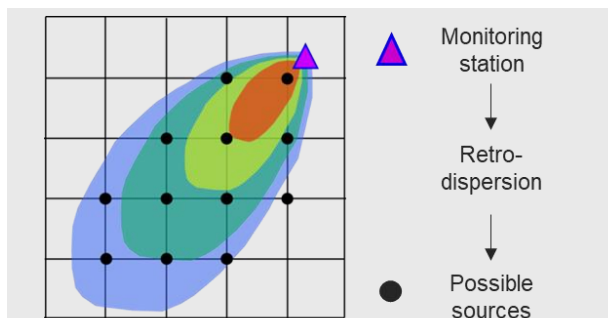 Monitoring
station
Retro-
dispersion
Possible
sources